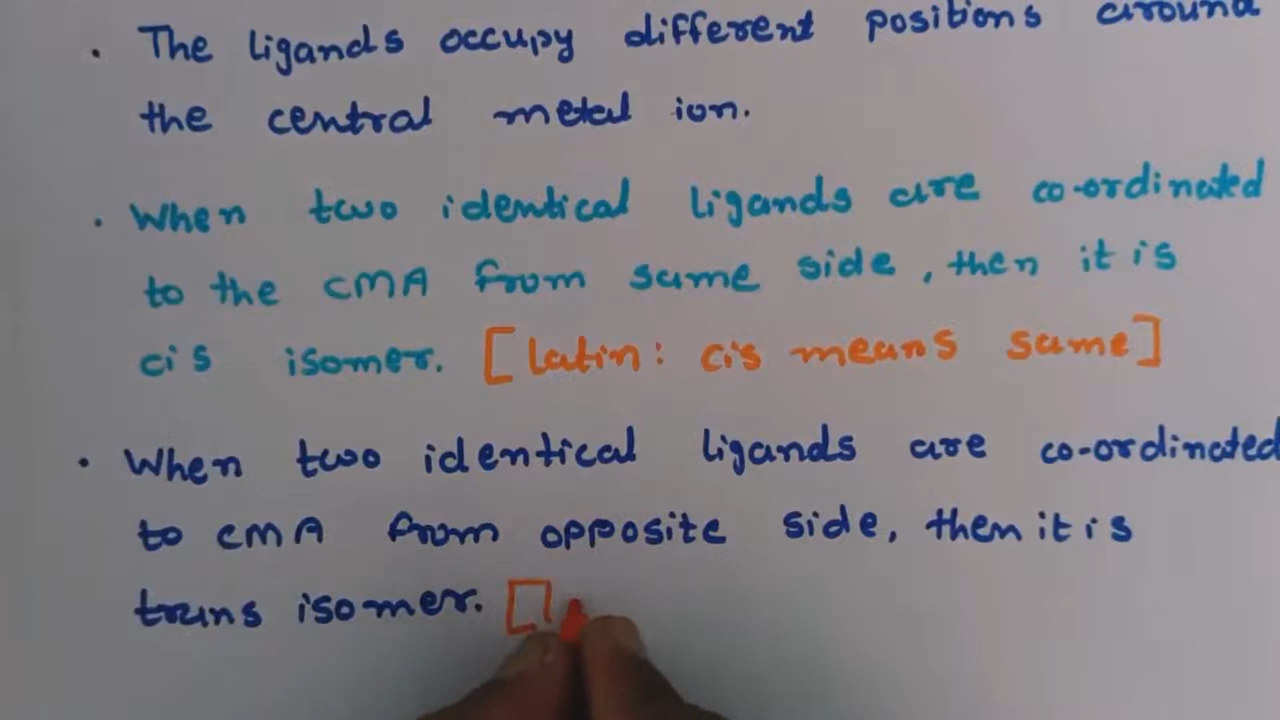 . The ligands occupy different positions around
the central metal ion.
. When two identical ligands are co-ordinated
to the CMA from same side, then it is
cis isomer. [latin: cis means same]
. When two identical ligands are co-ordinated
to CMA from opposite side, then it is
trans isomer. [